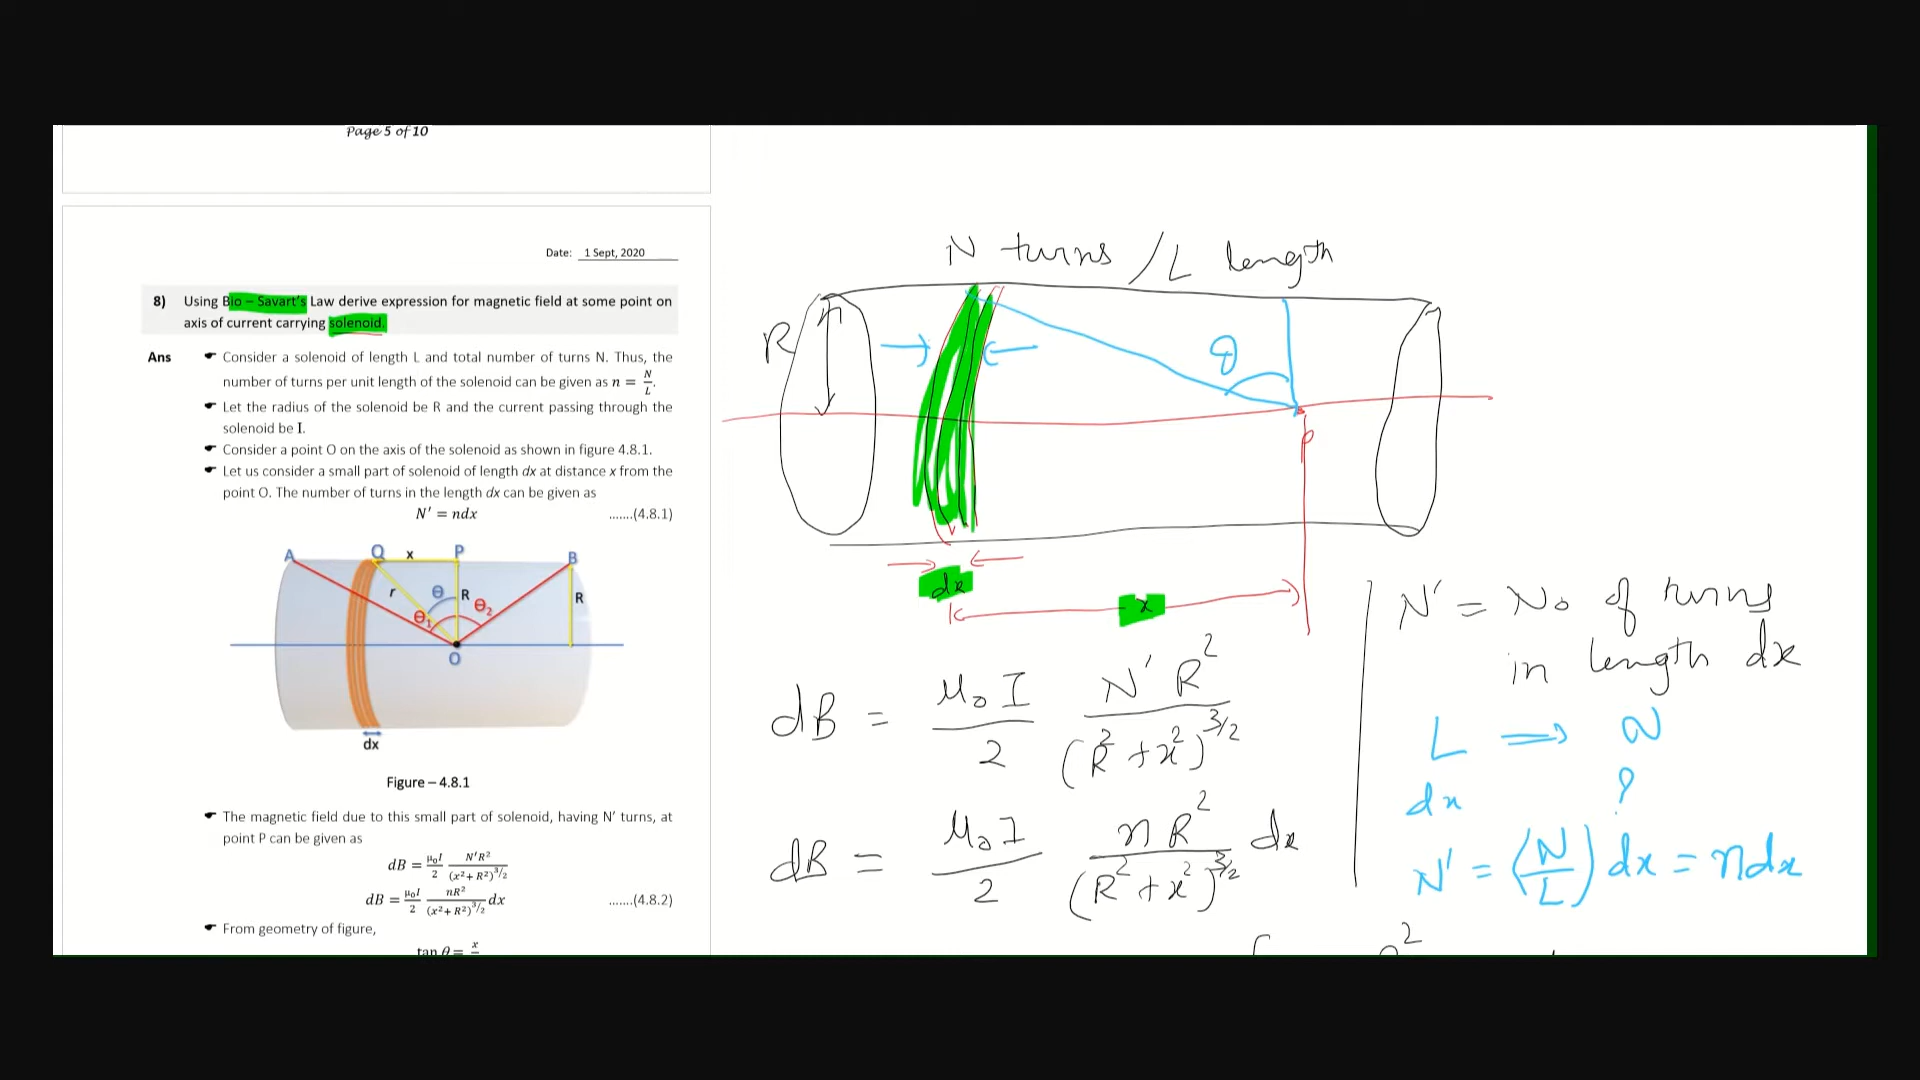 Page 5 of 10
Date: 1 Sept, 2020
8) Using Bio – Savart's Law derive expression for magnetic field at some point on
axis of current carrying solenoid.
Ans
Consider a solenoid of length L and total number of turns N. Thus, the
number of turns per unit length of the solenoid can be given as n = N/L.
Let the radius of the solenoid be R and the current passing through the
solenoid be I.
Consider a point O on the axis of the solenoid as shown in figure 4.8.1.
Let us consider a small part of solenoid of length dx at distance x from the
point O. The number of turns in the length dx can be given as
N′ = ndx .......(4.8.1)
A Q x P B
r θ R θ₂ R
θ₁
O
dx
Figure – 4.8.1
The magnetic field due to this small part of solenoid, having N′ turns, at
point P can be given as
dB = μ₀I/2 N′R²/(x² + R²)^3/2
dB = μ₀I/2 nR²/(x² + R²)^3/2 dx .......(4.8.2)
From geometry of figure,
tan θ = x
N turns / L length
R
θ
P
dx
x
dB = μ₀I/2 N′R²/(R² + x²)^3/2
dB = μ₀I/2 nR²/(R² + x²)^3/2 dx
N′ = No of turns
in length dx
L ⇒ N
dx ?
N′ = (N/L) dx = ndx